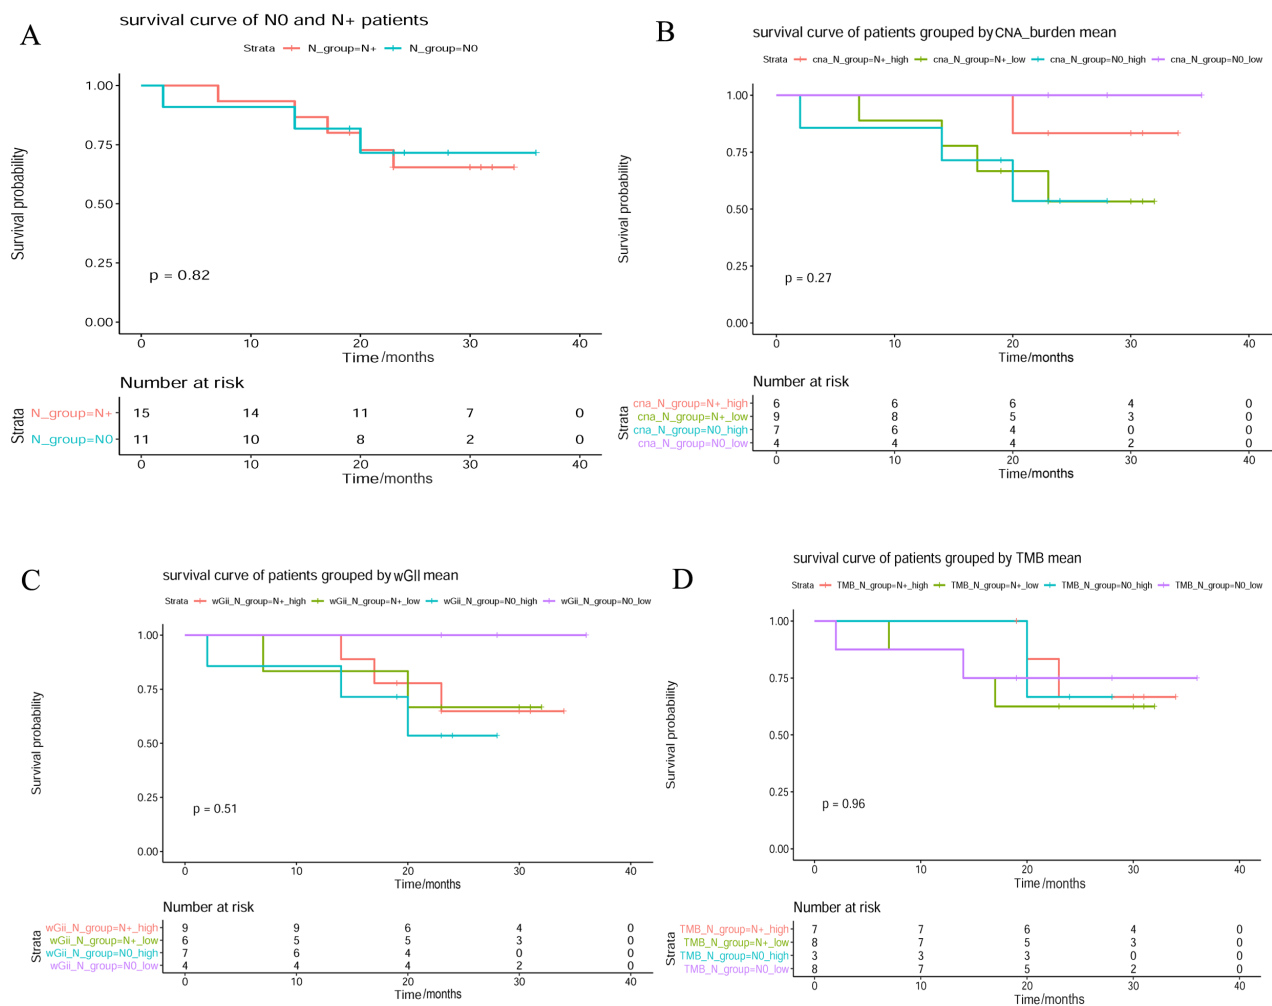 A
survival curve of N0 and N+ patients
Strata N_group=N+ N_group=N0
Survival probability
1.00
0.75
0.50
0.25
0.00
p = 0.82
0 10 20 30 40
Time/months
Number at risk
Strata
N_group=N+ 15 14 11 7 0
N_group=N0 11 10 8 2 0
0 10 20 30 40
Time/months
B
survival curve of patients grouped by CNA_burden mean
Strata cna_N_group=N+_high cna_N_group=N+_low cna_N_group=N0_high cna_N_group=N0_low
Survival probability
1.00
0.75
0.50
0.25
0.00
p = 0.27
0 10 20 30 40
Time/months
Number at risk
Strata
cna_N_group=N+_high 6 6 6 4 0
cna_N_group=N+_low 9 8 5 3 0
cna_N_group=N0_high 7 6 4 0 0
cna_N_group=N0_low 4 4 4 2 0
0 10 20 30 40
Time/months
C
survival curve of patients grouped by wGII mean
Strata wGii_N_group=N+_high wGii_N_group=N+_low wGii_N_group=N0_high wGii_N_group=N0_low
Survival probability
1.00
0.75
0.50
0.25
0.00
p = 0.51
0 10 20 30 40
Time/months
Number at risk
Strata
wGii_N_group=N+_high 9 9 6 4 0
wGii_N_group=N+_low 6 5 5 3 0
wGii_N_group=N0_high 7 6 4 0 0
wGii_N_group=N0_low 4 4 4 2 0
0 10 20 30 40
Time/months
D
survival curve of patients grouped by TMB mean
Strata TMB_N_group=N+_high TMB_N_group=N+_low TMB_N_group=N0_high TMB_N_group=N0_low
Survival probability
1.00
0.75
0.50
0.25
0.00
p = 0.96
0 10 20 30 40
Time/months
Number at risk
Strata
TMB_N_group=N+_high 7 7 6 4 0
TMB_N_group=N+_low 8 7 5 3 0
TMB_N_group=N0_high 3 3 3 0 0
TMB_N_group=N0_low 8 7 5 2 0
0 10 20 30 40
Time/months